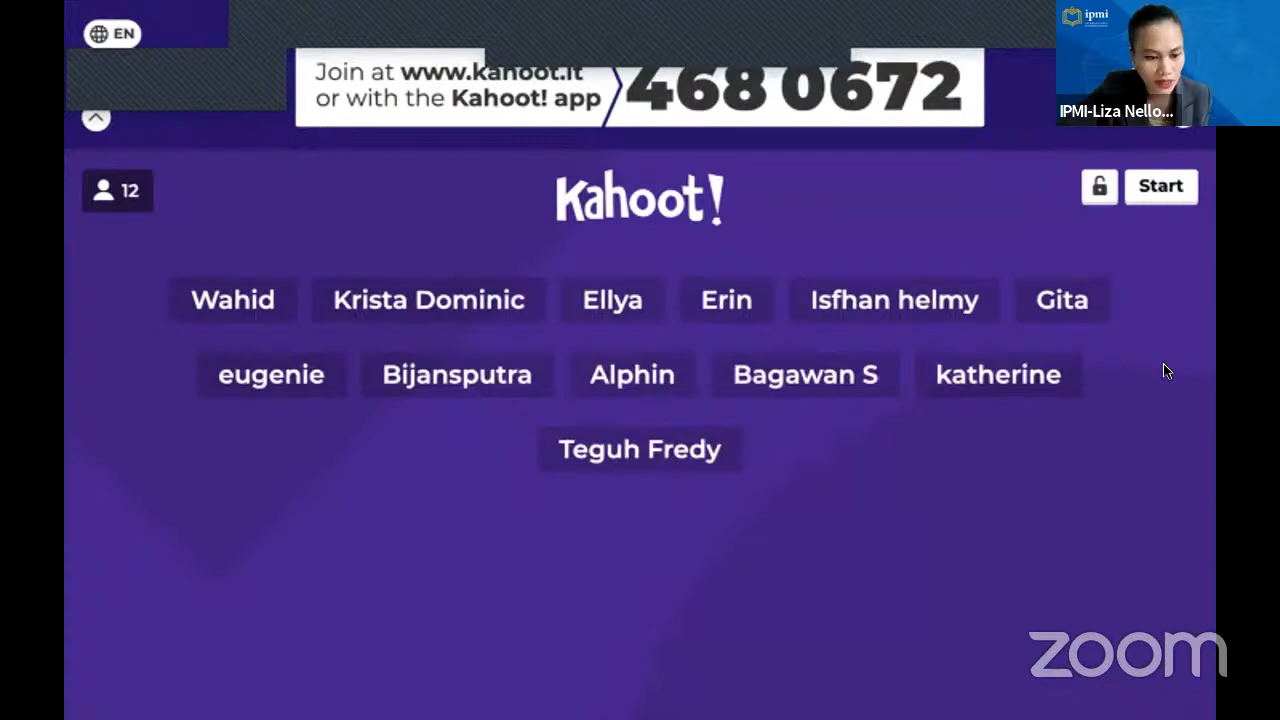 EN
Join at www.kahoot.it
or with the Kahoot! app
468 0672
ipmi
IPMI-Liza Nello...
12
Kahoot!
Start
Wahid Krista Dominic Ellya Erin Isfhan helmy Gita
eugenie Bijansputra Alphin Bagawan S katherine
Teguh Fredy
zoom